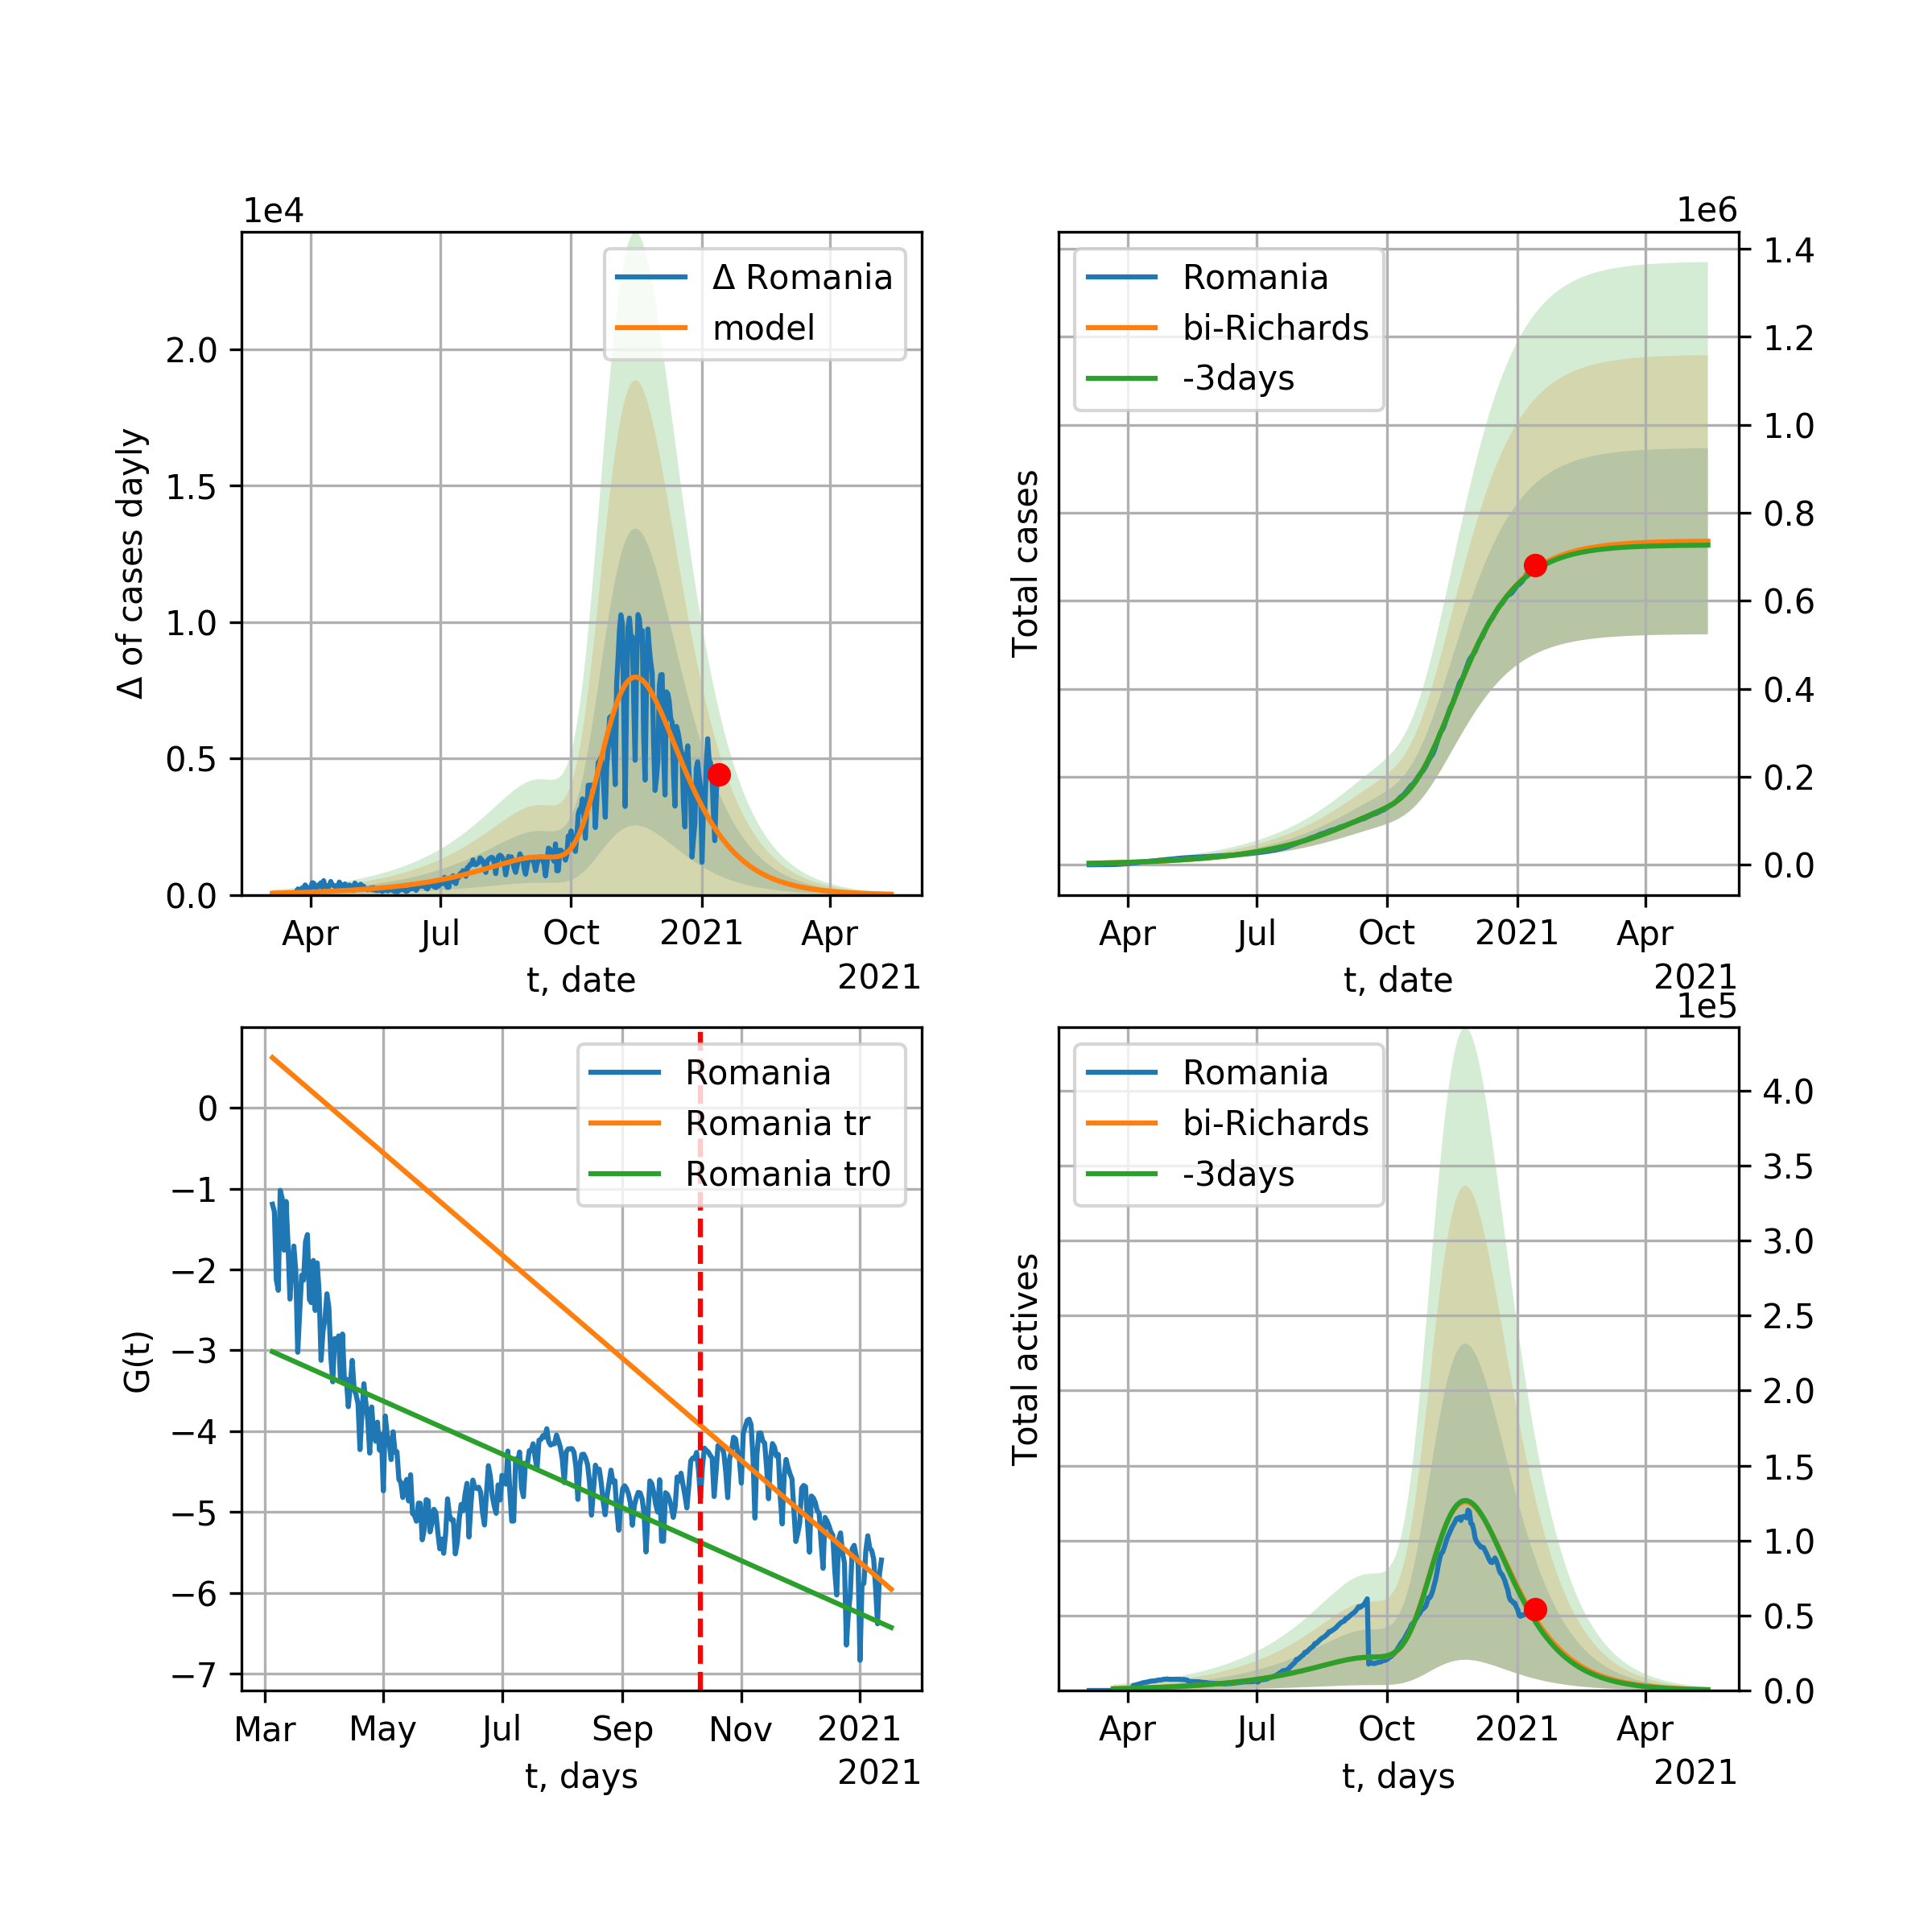 1e4
Δ of cases dayly
2.0
1.5
1.0
0.5
0.0
Δ Romania
model
Apr Jul Oct 2021 Apr
t, date
2021
1e6
Total cases
Romania
bi-Richards
-3days
1.4
1.2
1.0
0.8
0.6
0.4
0.2
0.0
Apr Jul Oct 2021 Apr
t, date
2021
G(t)
0
−1
−2
−3
−4
−5
−6
−7
Romania
Romania tr
Romania tr0
Mar May Jul Sep Nov 2021
t, days
2021
1e5
Total actives
Romania
bi-Richards
-3days
4.0
3.5
3.0
2.5
2.0
1.5
1.0
0.5
0.0
Apr Jul Oct 2021 Apr
t, days
2021